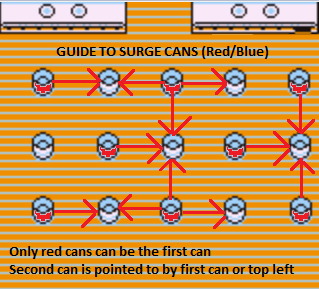 GUIDE TO SURGE CANS (Red/Blue)
Only red cans can be the first can
Second can is pointed to by first can or top left